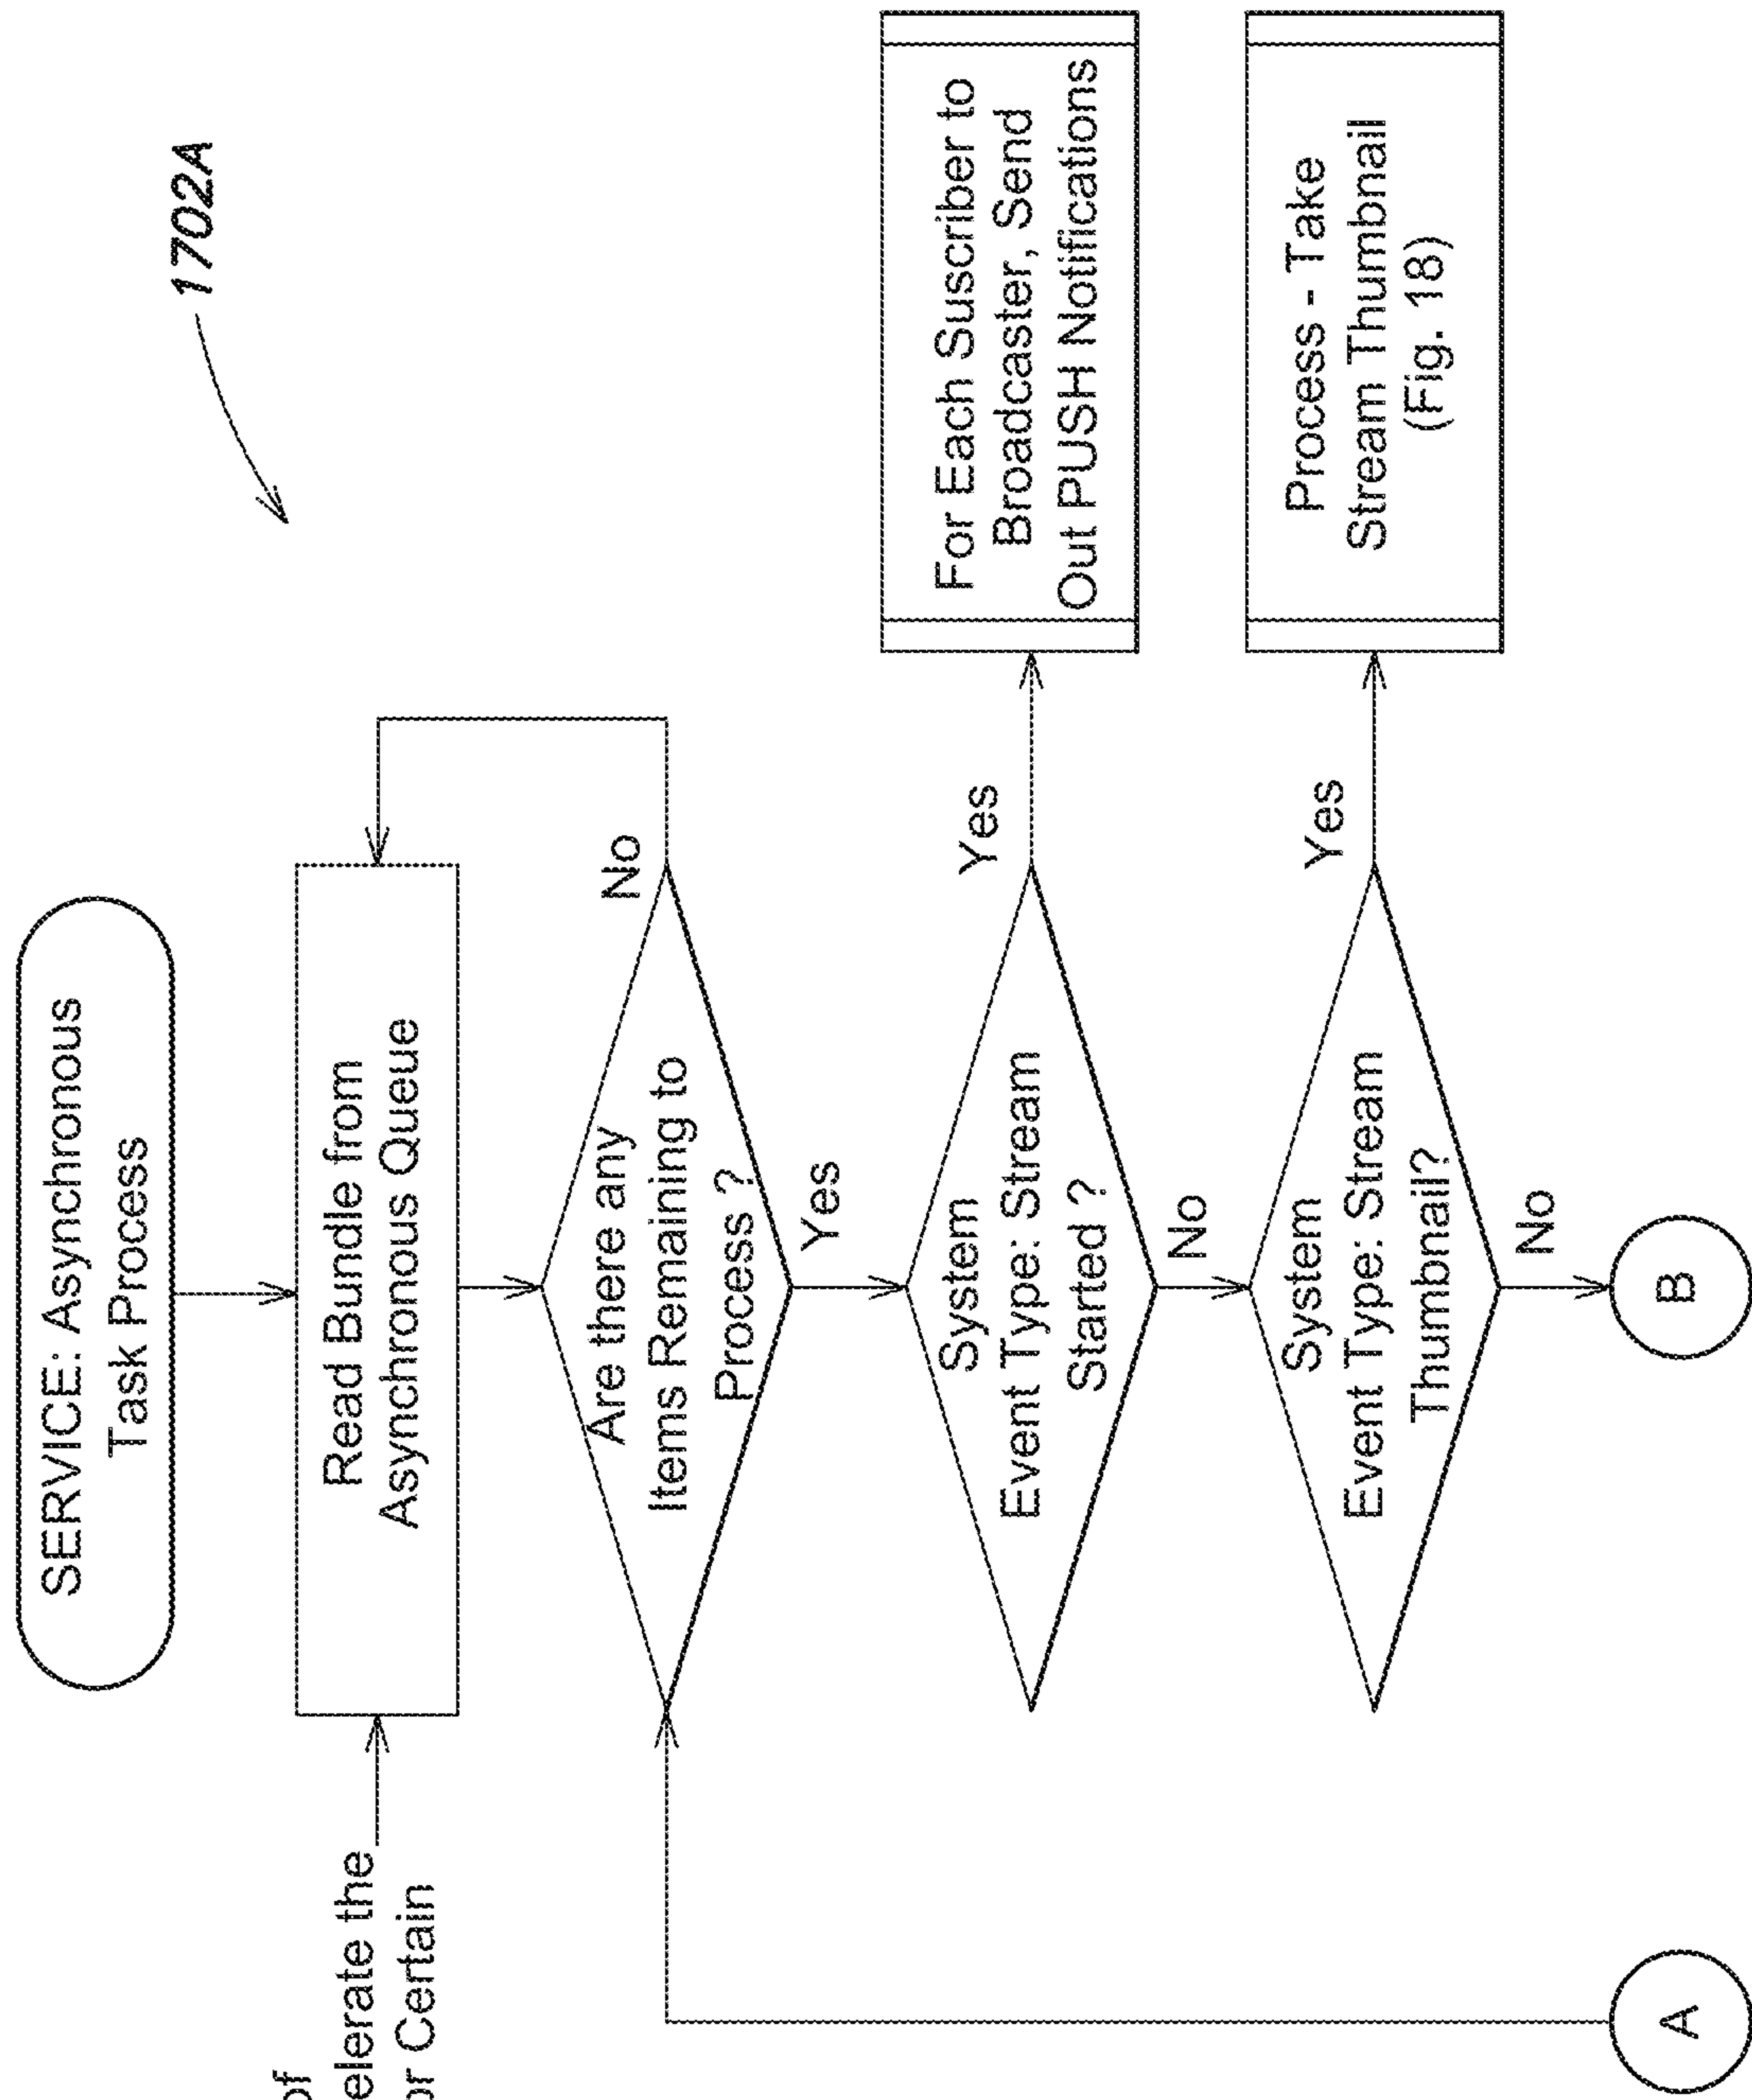 1702A
SERVICE: Asynchronous
Task Process
of
the
Certain
Read Bundle from
Asynchronous Queue
Are there any
Items Remaining to
Process ?
No
Yes
System
Event Type: Stream
Started ?
Yes
For Each Suscriber to
Broadcaster, Send
Out PUSH Notifications
No
System
Event Type: Stream
Thumbnail?
Yes
Process - Take
Stream Thumbnail
(Fig. 18)
No
A
B